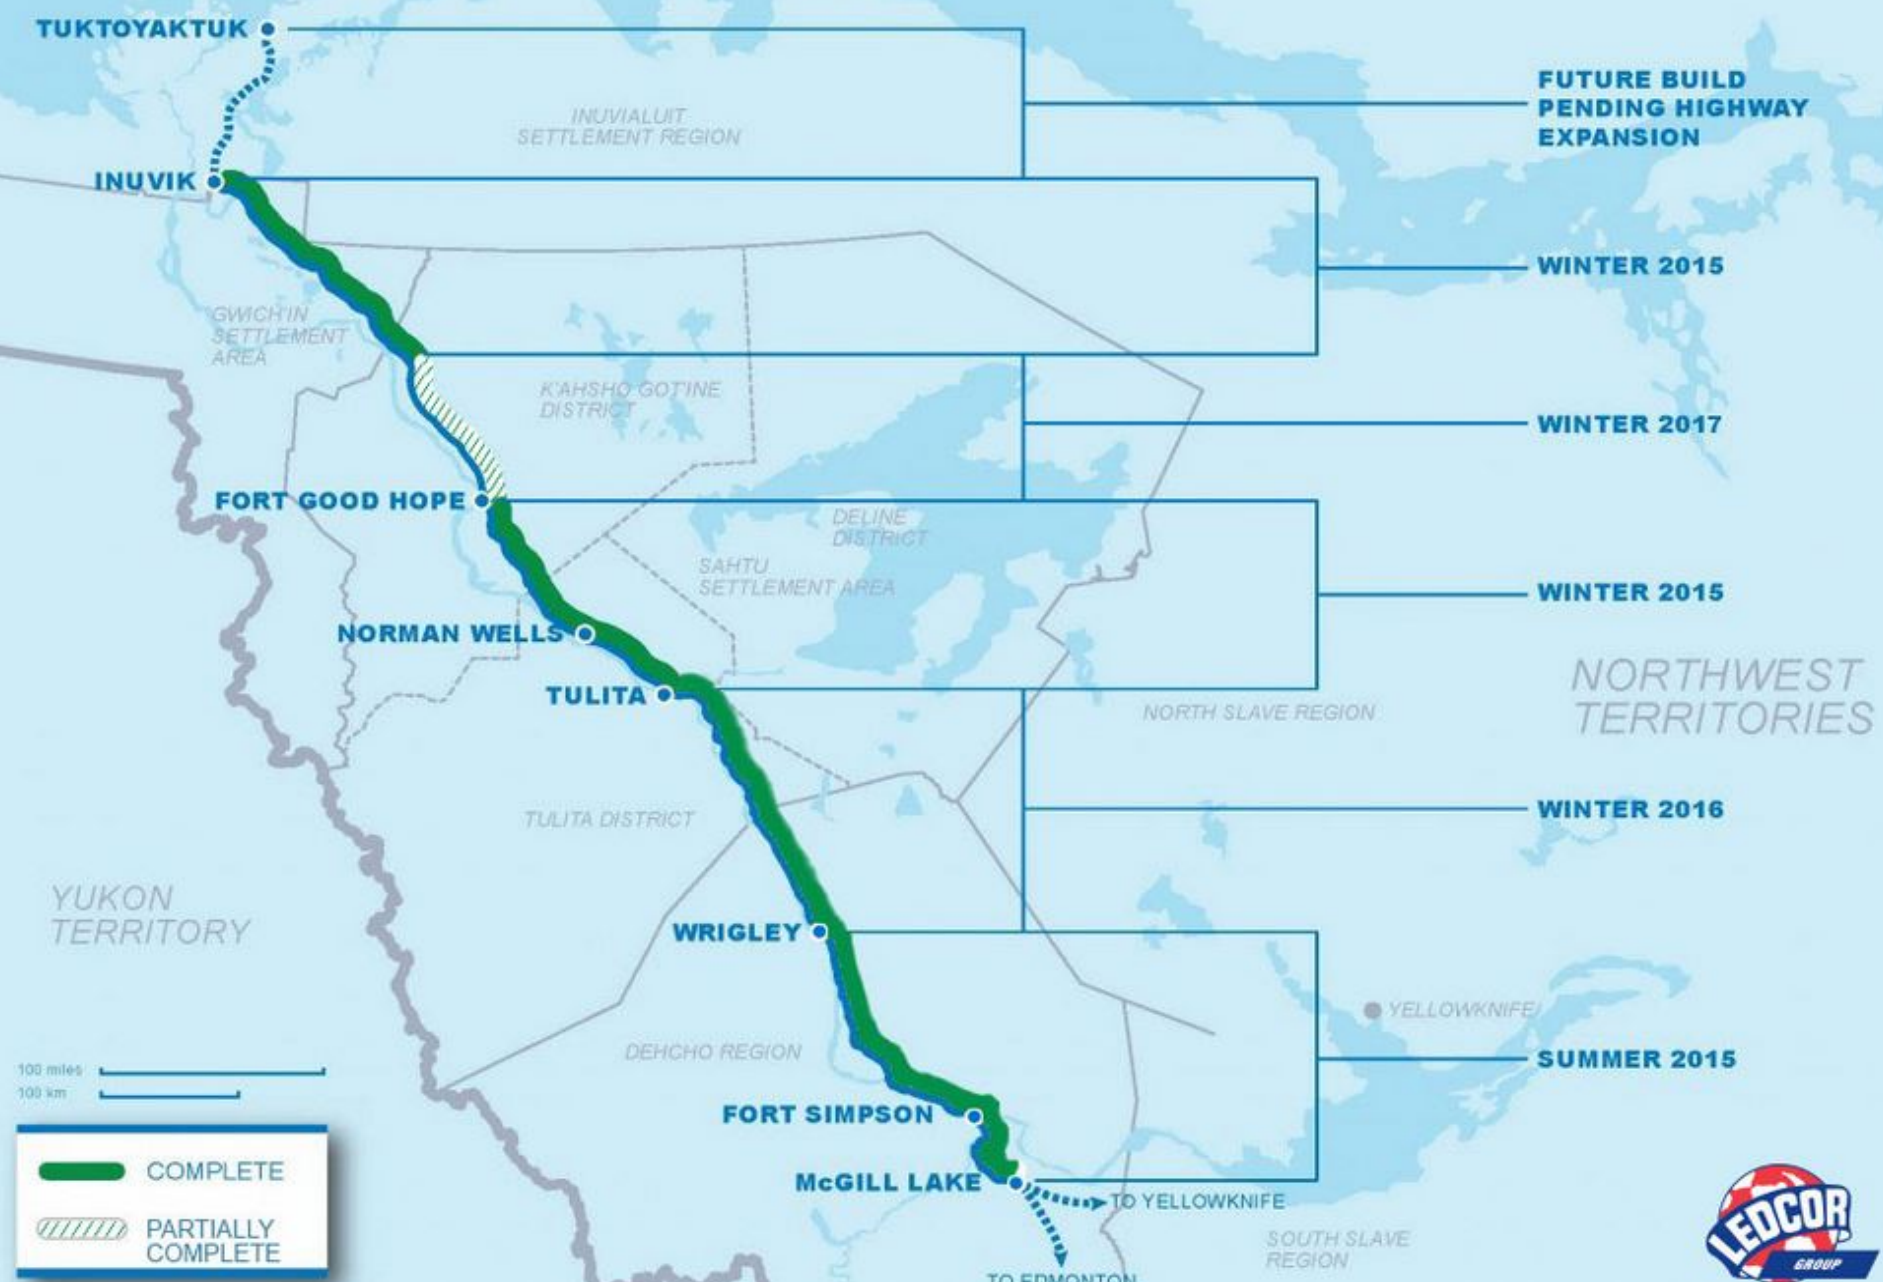 TUKTOYAKTUK
FUTURE BUILD
PENDING HIGHWAY
EXPANSION
INUVIALUIT
SETTLEMENT REGION
INUVIK
WINTER 2015
GWICH'IN
SETTLEMENT
AREA
K'AHSHO GOT'INE
DISTRICT
WINTER 2017
FORT GOOD HOPE
DELINE
DISTRICT
SAHTU
SETTLEMENT AREA
WINTER 2015
NORMAN WELLS
TULITA
NORTHWEST
TERRITORIES
NORTH SLAVE REGION
TULITA DISTRICT
WINTER 2016
YUKON
TERRITORY
WRIGLEY
YELLOWKNIFE/
DEHCHO REGION
SUMMER 2015
100 miles
100 km
FORT SIMPSON
COMPLETE
McGILL LAKE
TO YELLOWKNIFE
PARTIALLY
COMPLETE
SOUTH SLAVE
REGION
TO EDMONTON
LEDCOR
GROUP